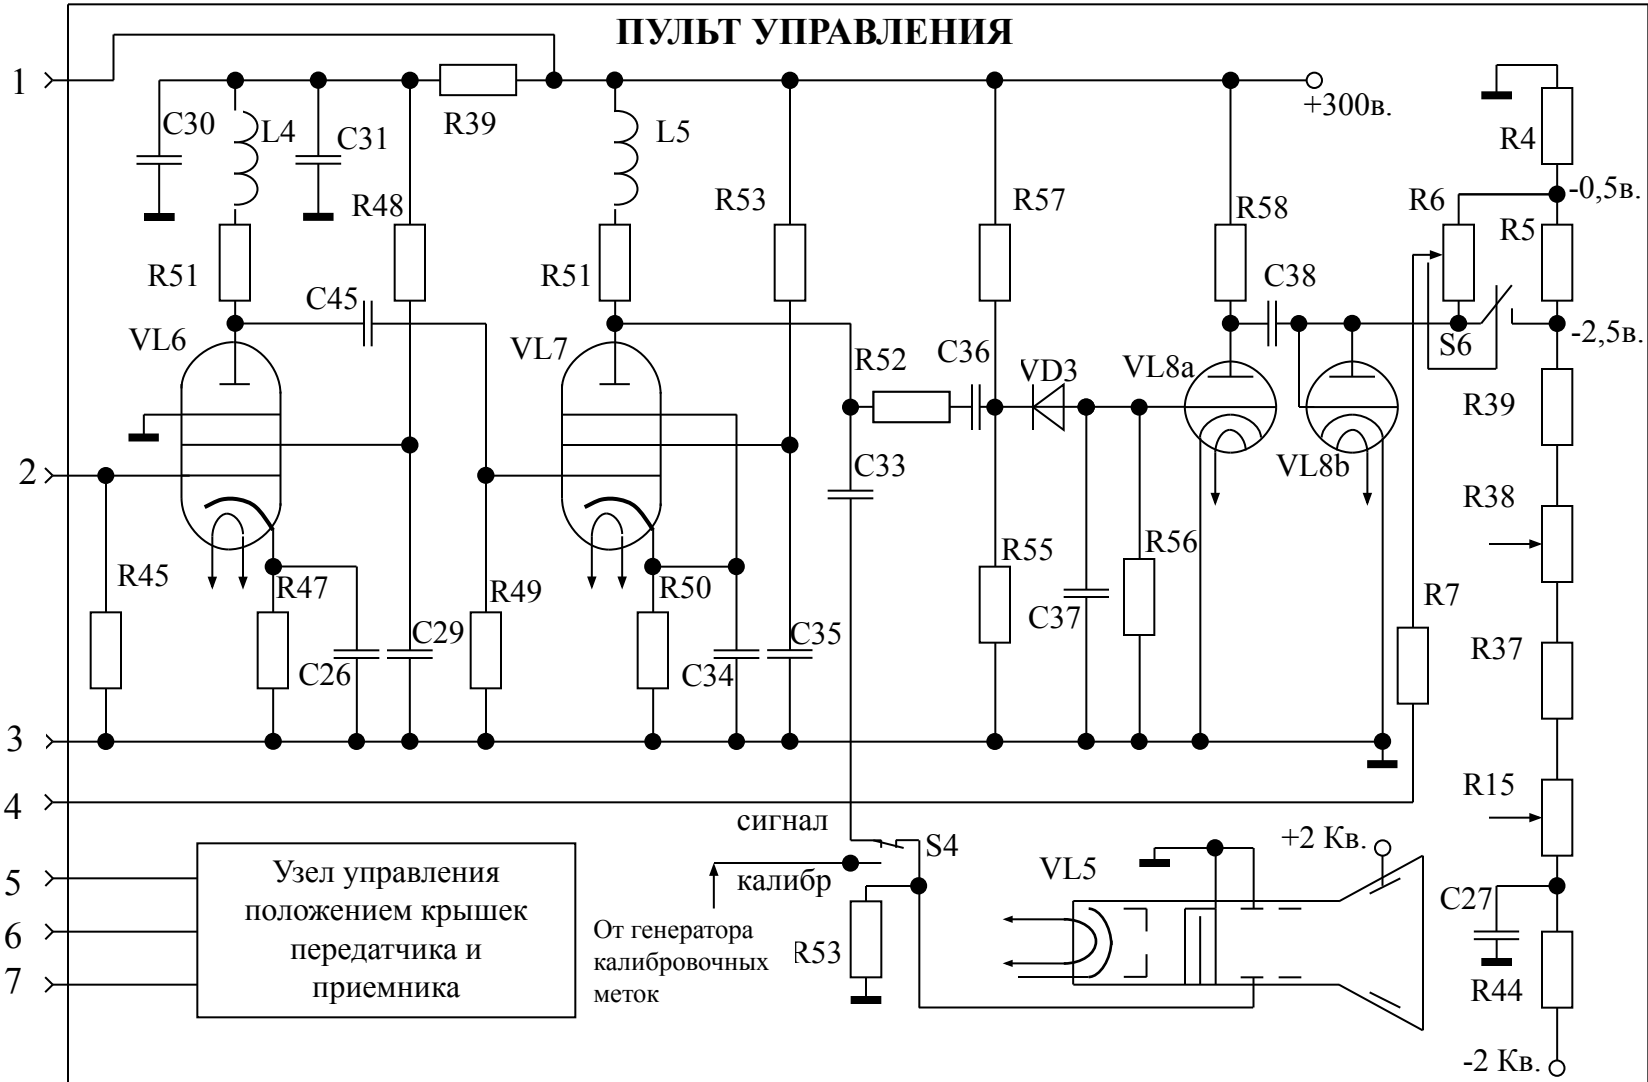 ПУЛЬТ УПРАВЛЕНИЯ
1
C30
L4
C31
R39
L5
+300в.
R4
R48
R53
R57
R58
R6
-0,5в.
R5
R51
C45
R51
C38
VL6
VL7
R52
C36
VD3
VL8a
S6
-2,5в.
R39
2
C33
VL8b
R38
R45
R47
R49
R50
R55
R56
R7
C26
C29
C34
C35
C37
R37
3
4
R15
сигнал
S4
+2 Кв.
VL5
калибр
5
6
7
Узел управления
положением крышек
передатчика и
приемника
От генератора
калибровочных
меток
R53
C27
R44
-2 Кв.